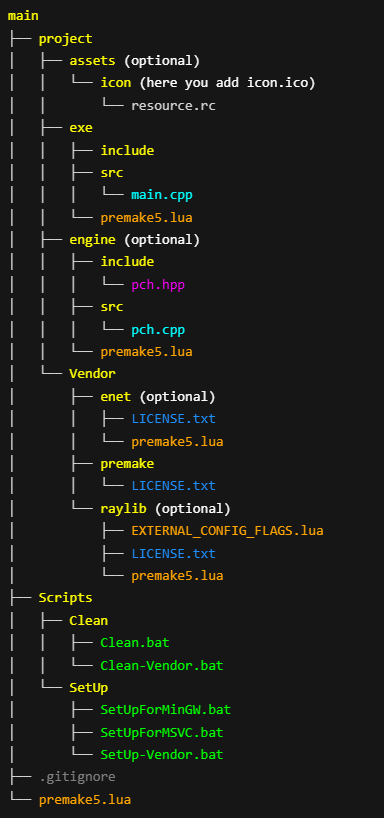 main
├── project
│   ├── assets (optional)
│   │   └── icon (here you add icon.ico)
│   │       └── resource.rc
│   ├── exe
│   │   ├── include
│   │   ├── src
│   │   │   └── main.cpp
│   │   └── premake5.lua
│   ├── engine (optional)
│   │   ├── include
│   │   │   └── pch.hpp
│   │   ├── src
│   │   │   └── pch.cpp
│   │   └── premake5.lua
│   └── Vendor
│       ├── enet (optional)
│       │   ├── LICENSE.txt
│       │   └── premake5.lua
│       ├── premake
│       │   └── LICENSE.txt
│       └── raylib (optional)
│           ├── EXTERNAL_CONFIG_FLAGS.lua
│           ├── LICENSE.txt
│           └── premake5.lua
├── Scripts
│   ├── Clean
│   │   ├── Clean.bat
│   │   └── Clean-Vendor.bat
│   └── SetUp
│       ├── SetUpForMinGW.bat
│       ├── SetUpForMSVC.bat
│       └── SetUp-Vendor.bat
├── .gitignore
└── premake5.lua